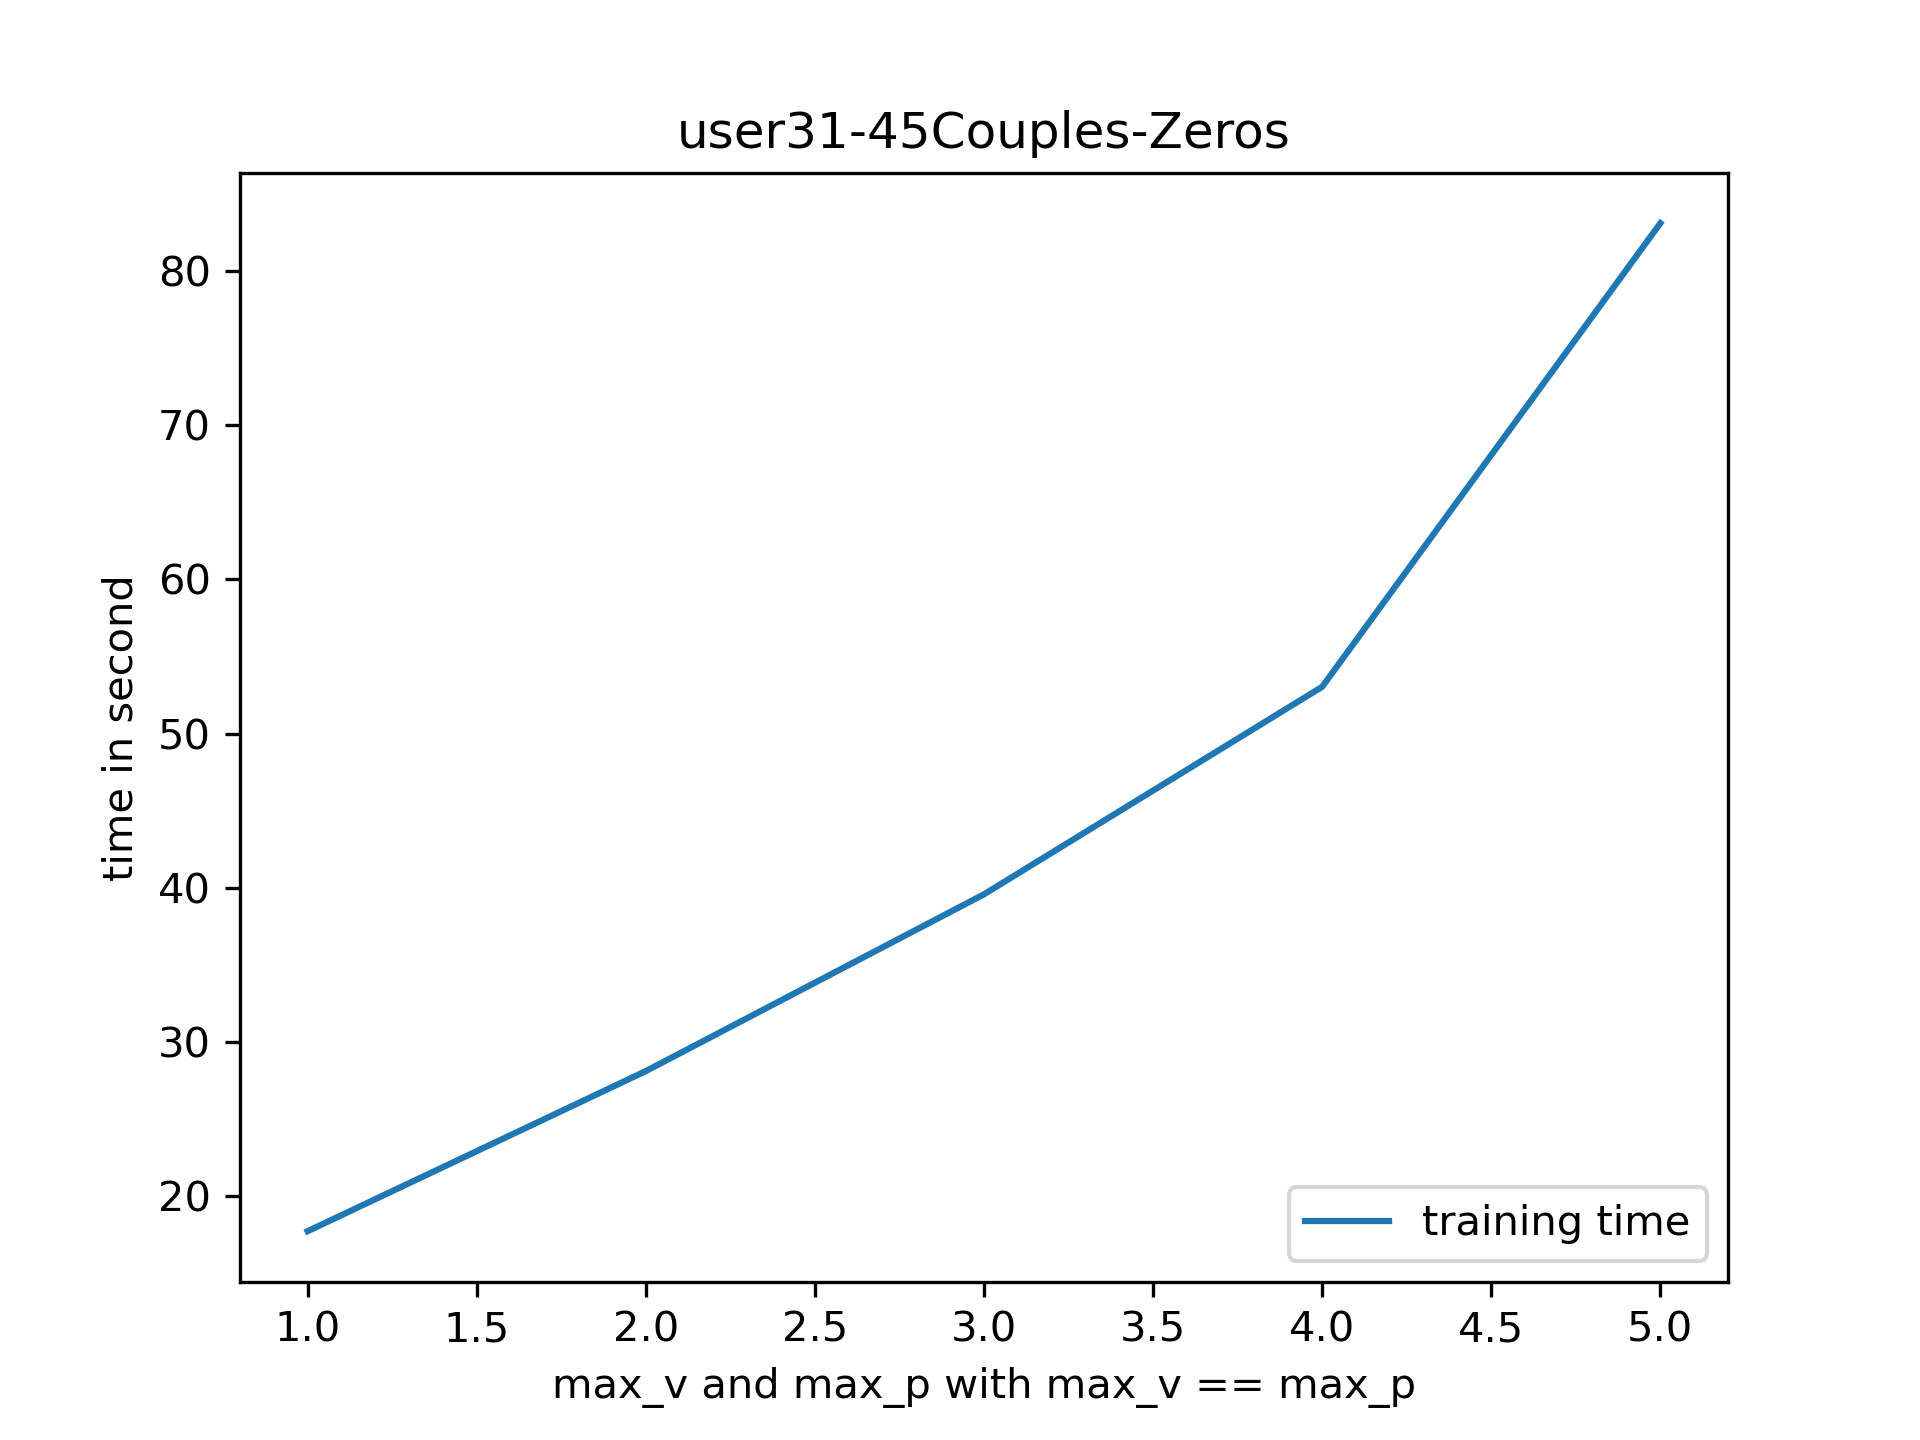 user31-45Couples-Zeros
80
70
60
50
40
30
20
time in second
training time
1.0 1.5 2.0 2.5 3.0 3.5 4.0 4.5 5.0
max_v and max_p with max_v == max_p